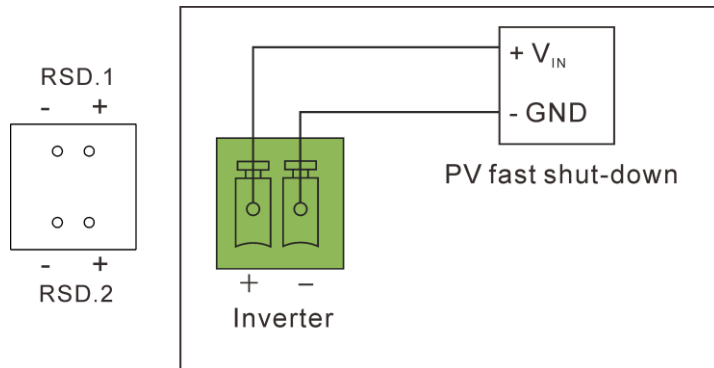 RSD.1
- +
- +
RSD.2
+ VIN
- GND
PV fast shut-down
+ −
Inverter